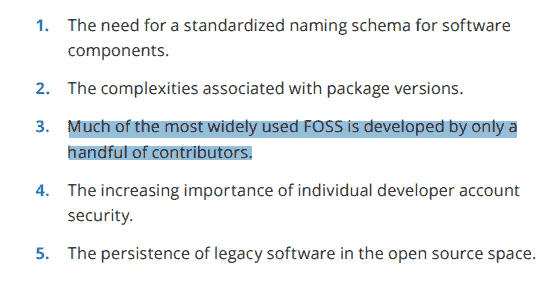 1. The need for a standardized naming schema for software
components.
2. The complexities associated with package versions.
3. Much of the most widely used FOSS is developed by only a
handful of contributors.
4. The increasing importance of individual developer account
security.
5. The persistence of legacy software in the open source space.